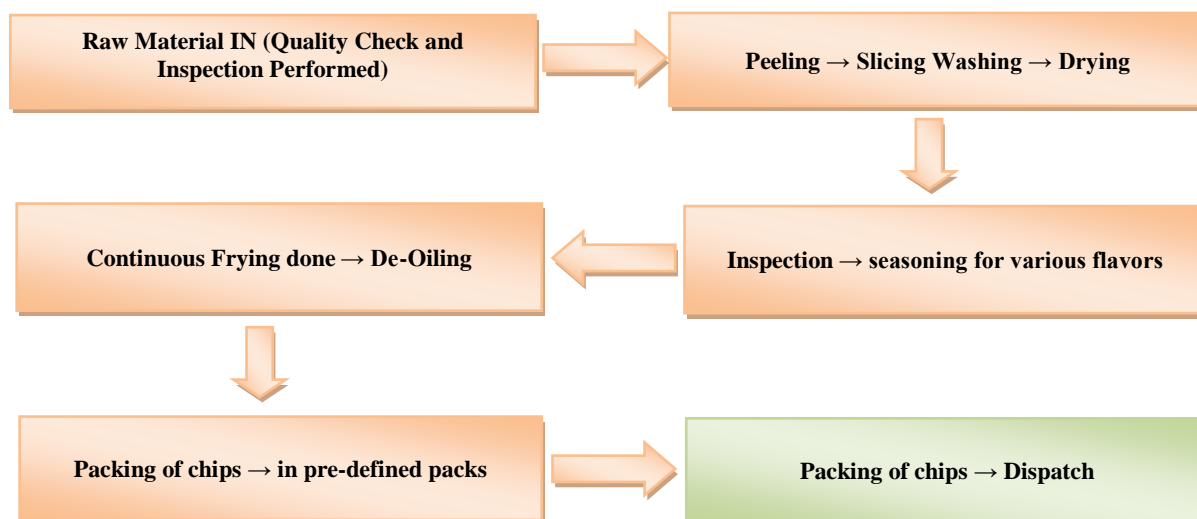 Raw Material IN (Quality Check and
Inspection Performed)
Peeling → Slicing Washing → Drying
Inspection → seasoning for various flavors
Continuous Frying done → De-Oiling
Packing of chips → in pre-defined packs
Packing of chips → Dispatch